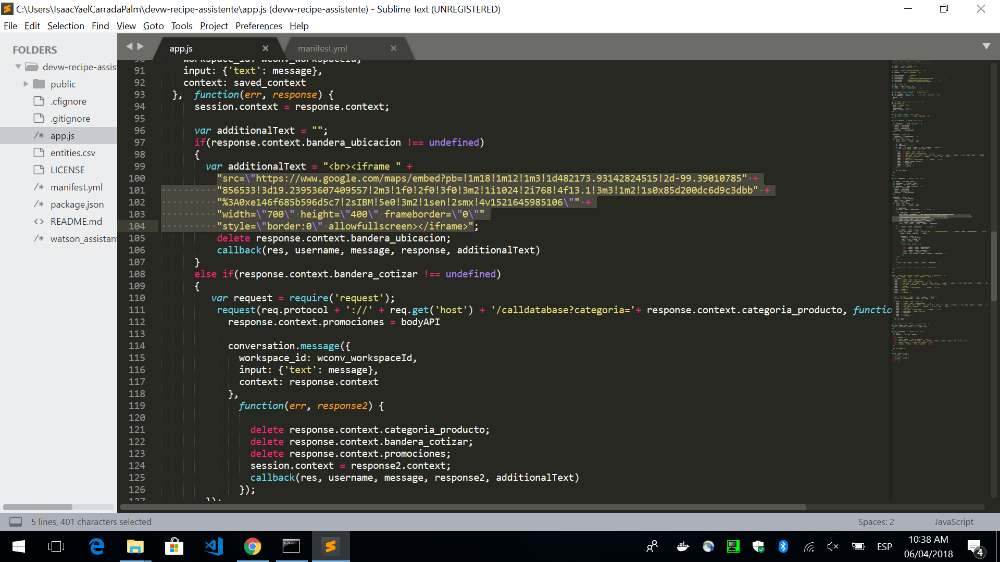 C:\Users\IsaacYaelCarradaPalm\devw-recipe-assistente\app.js (devw-recipe-assistente) - Sublime Text (UNREGISTERED)
File Edit Selection Find View Goto Tools Project Preferences Help
FOLDERS
devw-recipe-assis
public
.cfignore
.gitignore
/* app.js
entities.csv
LICENSE
/* manifest.yml
/* package.json
<> README.md
/* watson_assistan
app.js × manifest.yml ×
90 workspace_id: wconv_workspaceId,
91 input: {'text': message},
92 context: saved_context
93 }, function(err, response) {
94 session.context = response.context;
95
96 var additionalText = "";
97 if(response.context.bandera_ubicacion !== undefined)
98 {
99 var additionalText = "<br><iframe " +
100 "src=\"https://www.google.com/maps/embed?pb=!1m18!1m12!1m3!1d482173.93142824515!2d-99.39010785" +
101 "856533!3d19.23953607409557!2m3!1f0!2f0!3f0!3m2!1i1024!2i768!4f13.1!3m3!1m2!1s0x85d200dc6d9c3dbb" +
102 "%3A0xe146f685b596d5c7!2sIBM!5e0!3m2!1sen!2smx!4v1521645985106\"" +
103 "width=\"700\" height=\"400\" frameborder=\"0\""
104 "style=\"border:0\" allowfullscreen></iframe>";
105 delete response.context.bandera_ubicacion;
106 callback(res, username, message, response, additionalText)
107 }
108 else if(response.context.bandera_cotizar !== undefined)
109 {
110 var request = require('request');
111 request(req.protocol + '://' + req.get('host') + '/calldatabase?categoria='+ response.context.categoria_producto, functio
112 response.context.promociones = bodyAPI
113
114 conversation.message({
115 workspace_id: wconv_workspaceId,
116 input: {'text': message},
117 context: response.context
118 },
119 function(err, response2) {
120
121 delete response.context.categoria_producto;
122 delete response.context.bandera_cotizar;
123 delete response.context.promociones;
124 session.context = response2.context;
125 callback(res, username, message, response2, additionalText)
126 });
127 });
5 lines, 401 characters selected
Spaces: 2 JavaScript
ESP
10:38 AM
06/04/2018
4